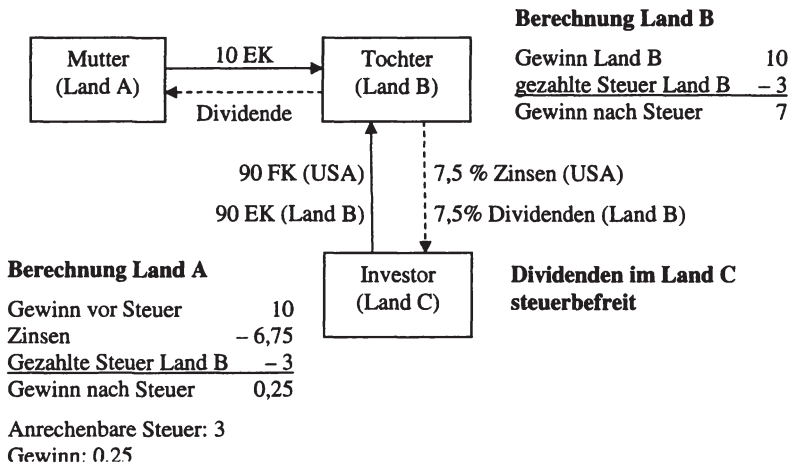 Mutter
(Land A)
10 EK
Dividende
Tochter
(Land B)
Berechnung Land B
Gewinn Land B 10
gezahlte Steuer Land B – 3
Gewinn nach Steuer 7
90 FK (USA)
90 EK (Land B)
7,5 % Zinsen (USA)
7,5% Dividenden (Land B)
Investor
(Land C)
Dividenden im Land C
steuerbefreit
Berechnung Land A
Gewinn vor Steuer 10
Zinsen – 6,75
Gezahlte Steuer Land B – 3
Gewinn nach Steuer 0,25
Anrechenbare Steuer: 3
Gewinn: 0,25